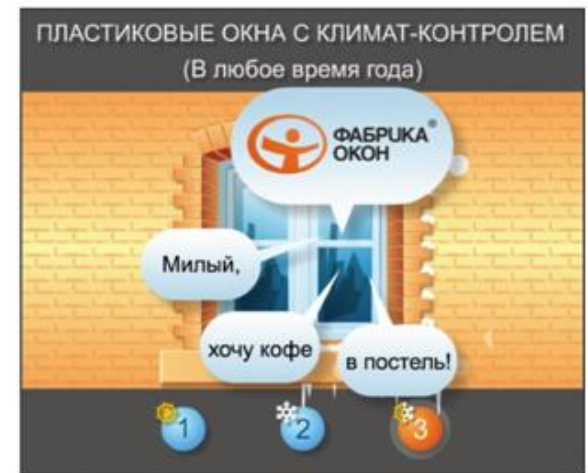 ПЛАСТИКОВЫЕ ОКНА С КЛИМАТ-КОНТРОЛЕМ
(В любое время года)
ФАБРИКА®
ОКОН
Милый,
хочу кофе
в постель!
1
2
3